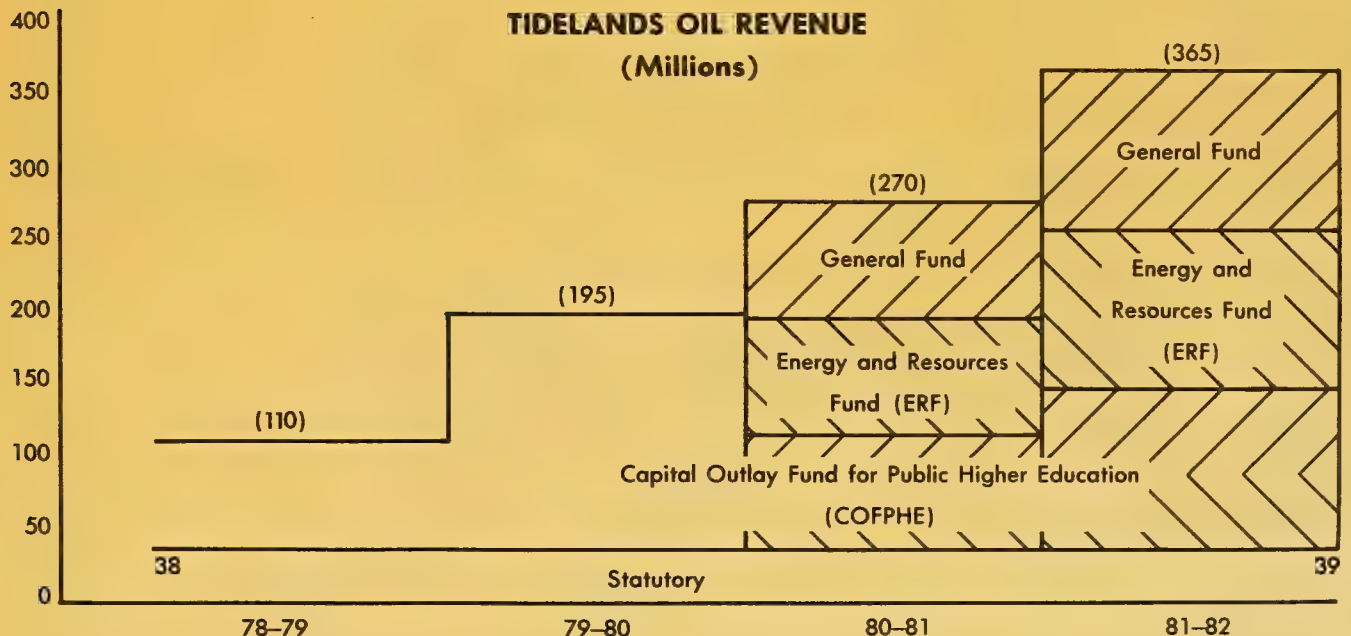 TIDELANDS OIL REVENUE
(Millions)
400
350
300
250
200
150
100
50
0
(110)
(195)
(270)
(365)
General Fund
Energy and Resources
Fund (ERF)
General Fund
Energy and
Resources Fund
(ERF)
Capital Outlay Fund for Public Higher Education
(COFPHE)
38
39
Statutory
78–79
79–80
80–81
81–82